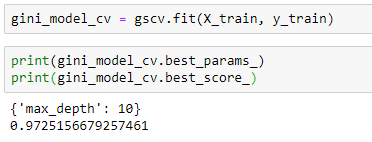 gini_model_cv = gscv.fit(X_train, y_train)
print(gini_model_cv.best_params_)
print(gini_model_cv.best_score_)
{'max_depth': 10}
0.9725156679257461